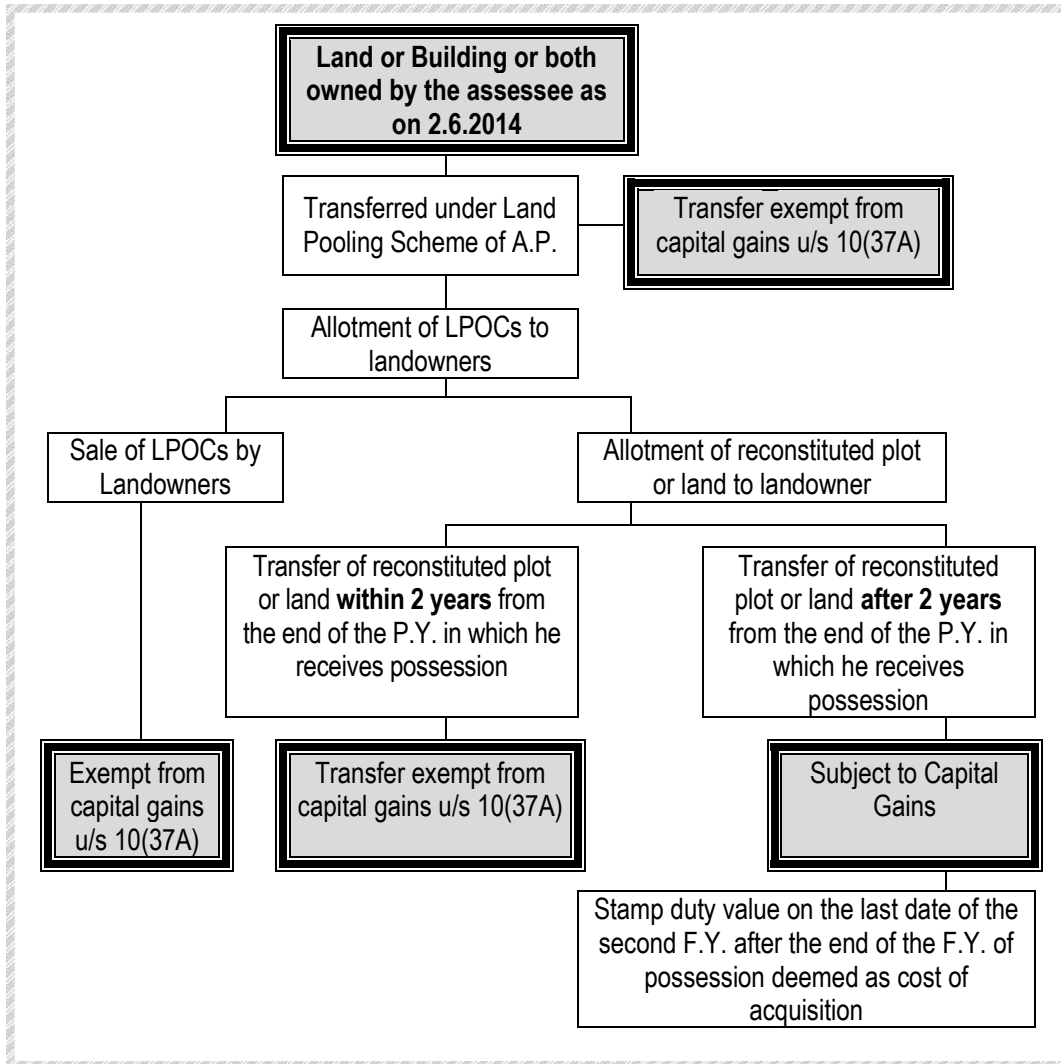 Land or Building or both
owned by the assessee as
on 2.6.2014
Transferred under Land
Pooling Scheme of A.P.
Transfer exempt from
capital gains u/s 10(37A)
Allotment of LPOCs to
landowners
Sale of LPOCs by
Landowners
Allotment of reconstituted plot
or land to landowner
Transfer of reconstituted plot
or land within 2 years from
the end of the P.Y. in which he
receives possession
Transfer of reconstituted
plot or land after 2 years
from the end of the P.Y. in
which he receives
possession
Exempt from
capital gains
u/s 10(37A)
Transfer exempt from
capital gains u/s 10(37A)
Subject to Capital
Gains
Stamp duty value on the last date of the
second F.Y. after the end of the F.Y. of
possession deemed as cost of
acquisition